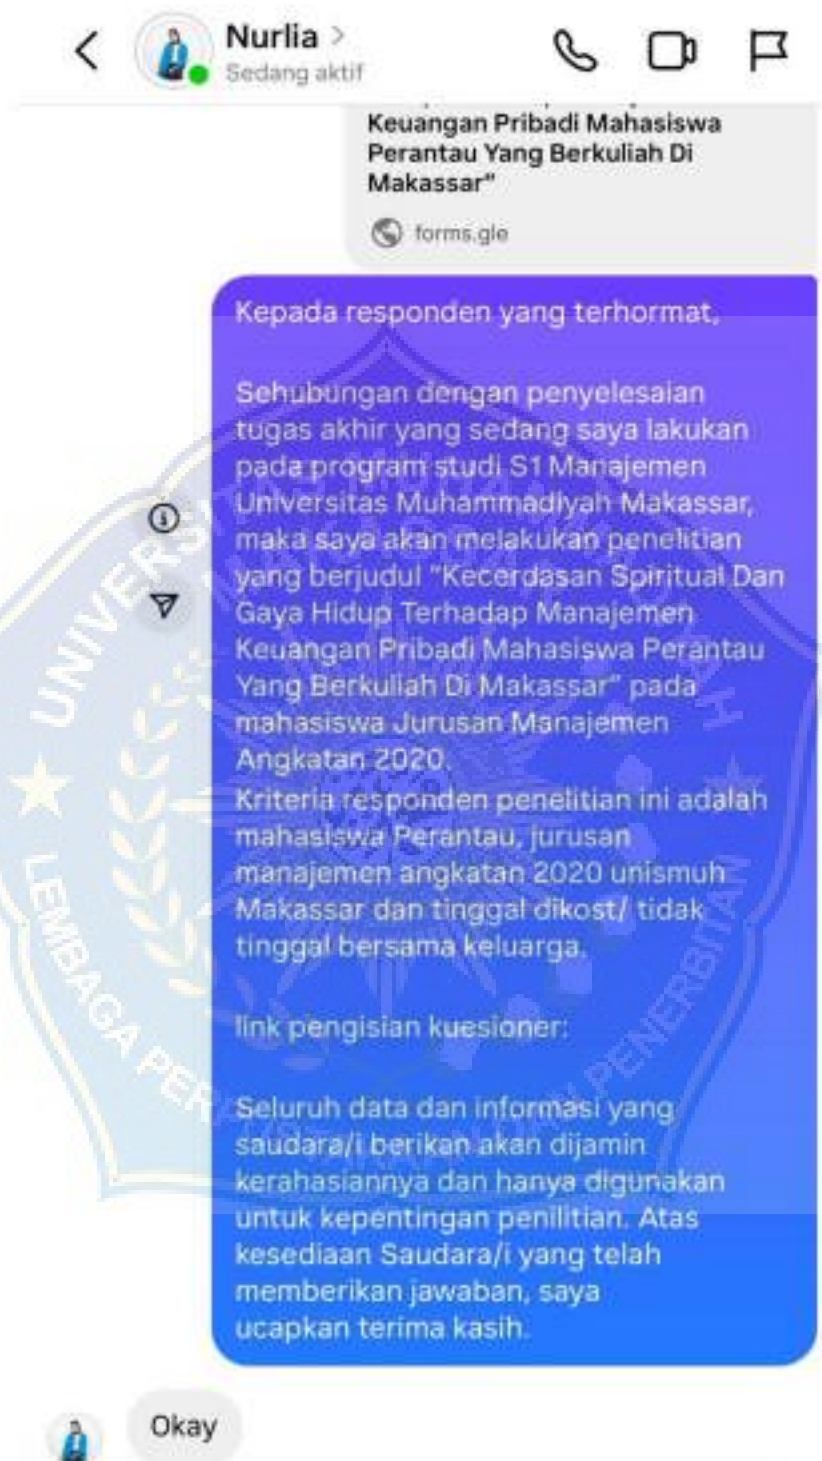 Nurlia >
Sedang aktif
Keuangan Pribadi Mahasiswa
Perantau Yang Berkuliah Di
Makassar"
forms.gle
Kepada responden yang terhormat,
Sehubungan dengan penyelesaian
tugas akhir yang sedang saya lakukan
pada program studi S1 Manajemen
Universitas Muhammadiyah Makassar,
maka saya akan melakukan penelitian
yang berjudul "Kecerdasan Spiritual Dan
Gaya Hidup Terhadap Manajemen
Keuangan Pribadi Mahasiswa Perantau
Yang Berkuliah Di Makassar" pada
mahasiswa Jurusan Manajemen
Angkatan 2020.
Kriteria responden penelitian ini adalah
mahasiswa Perantau, jurusan
manajemen angkatan 2020 unismuh
Makassar dan tinggal dikost/ tidak
tinggal bersama keluarga.
link pengisian kuesioner:
Seluruh data dan informasi yang
saudara/i berikan akan dijamin
kerahasiannya dan hanya digunakan
untuk kepentingan penilitian. Atas
kesediaan Saudara/i yang telah
memberikan jawaban, saya
ucapkan terima kasih.
Okay